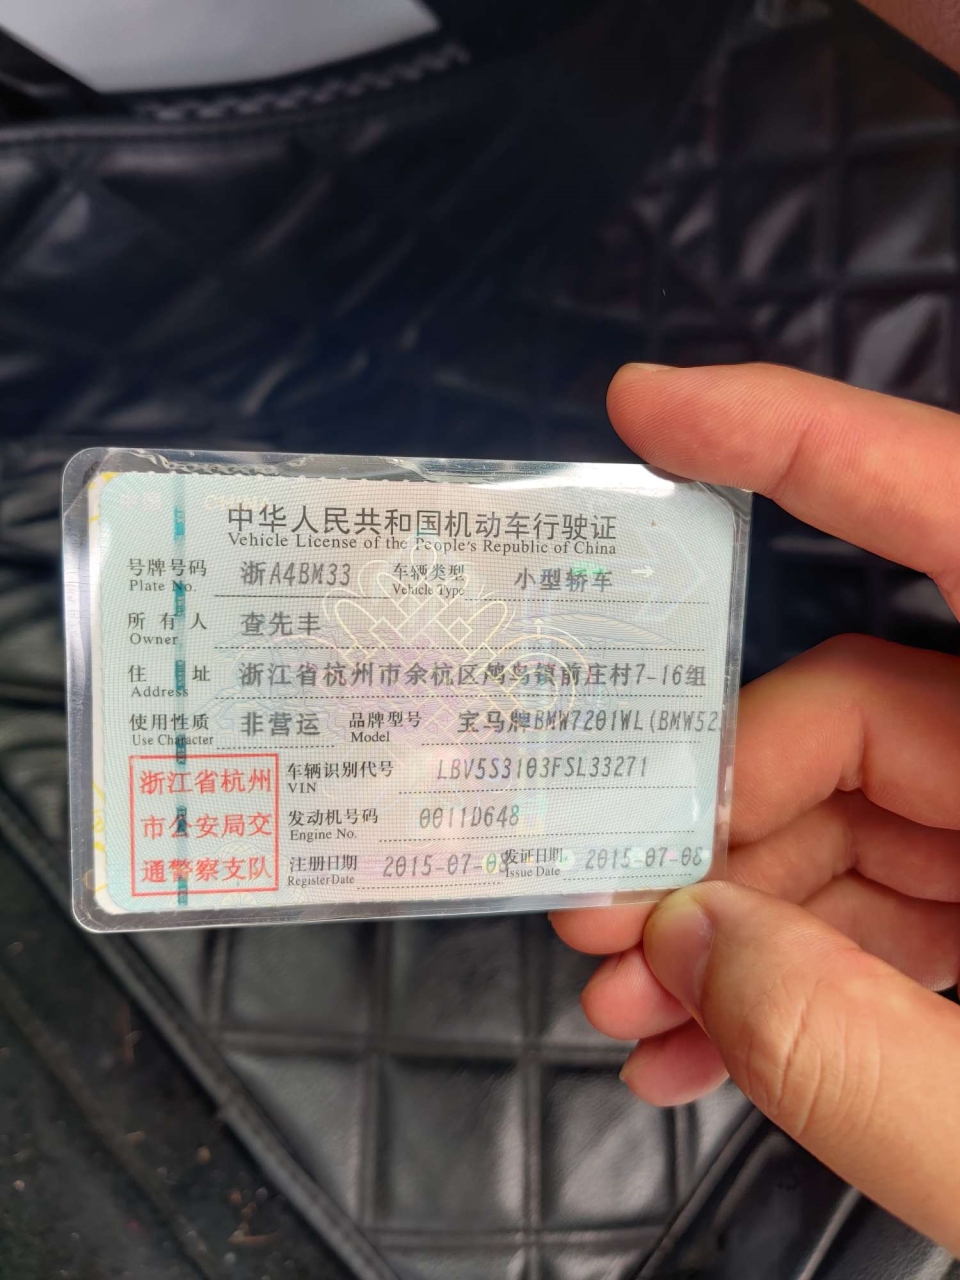 中华人民共和国机动车行驶证
Vehicle License of the People's Republic of China
号牌号码 浙A4BM33 车辆类型 小型轿车
Plate No. Vehicle Type
所有人 查先丰
Owner
住址 浙江省杭州市余杭区鸬鸟镇前庄村7-16组
Address
使用性质 非营运 品牌型号 宝马牌BMW7201WL(BMW52
Use Character Model
浙江省杭州
市公安局交
通警察支队
车辆识别代号 LBV5S3103FSL33271
VIN
发动机号码 0011D648
Engine No.
注册日期 2015-07-08 发证日期 2015-07-08
Register Date Issue Date